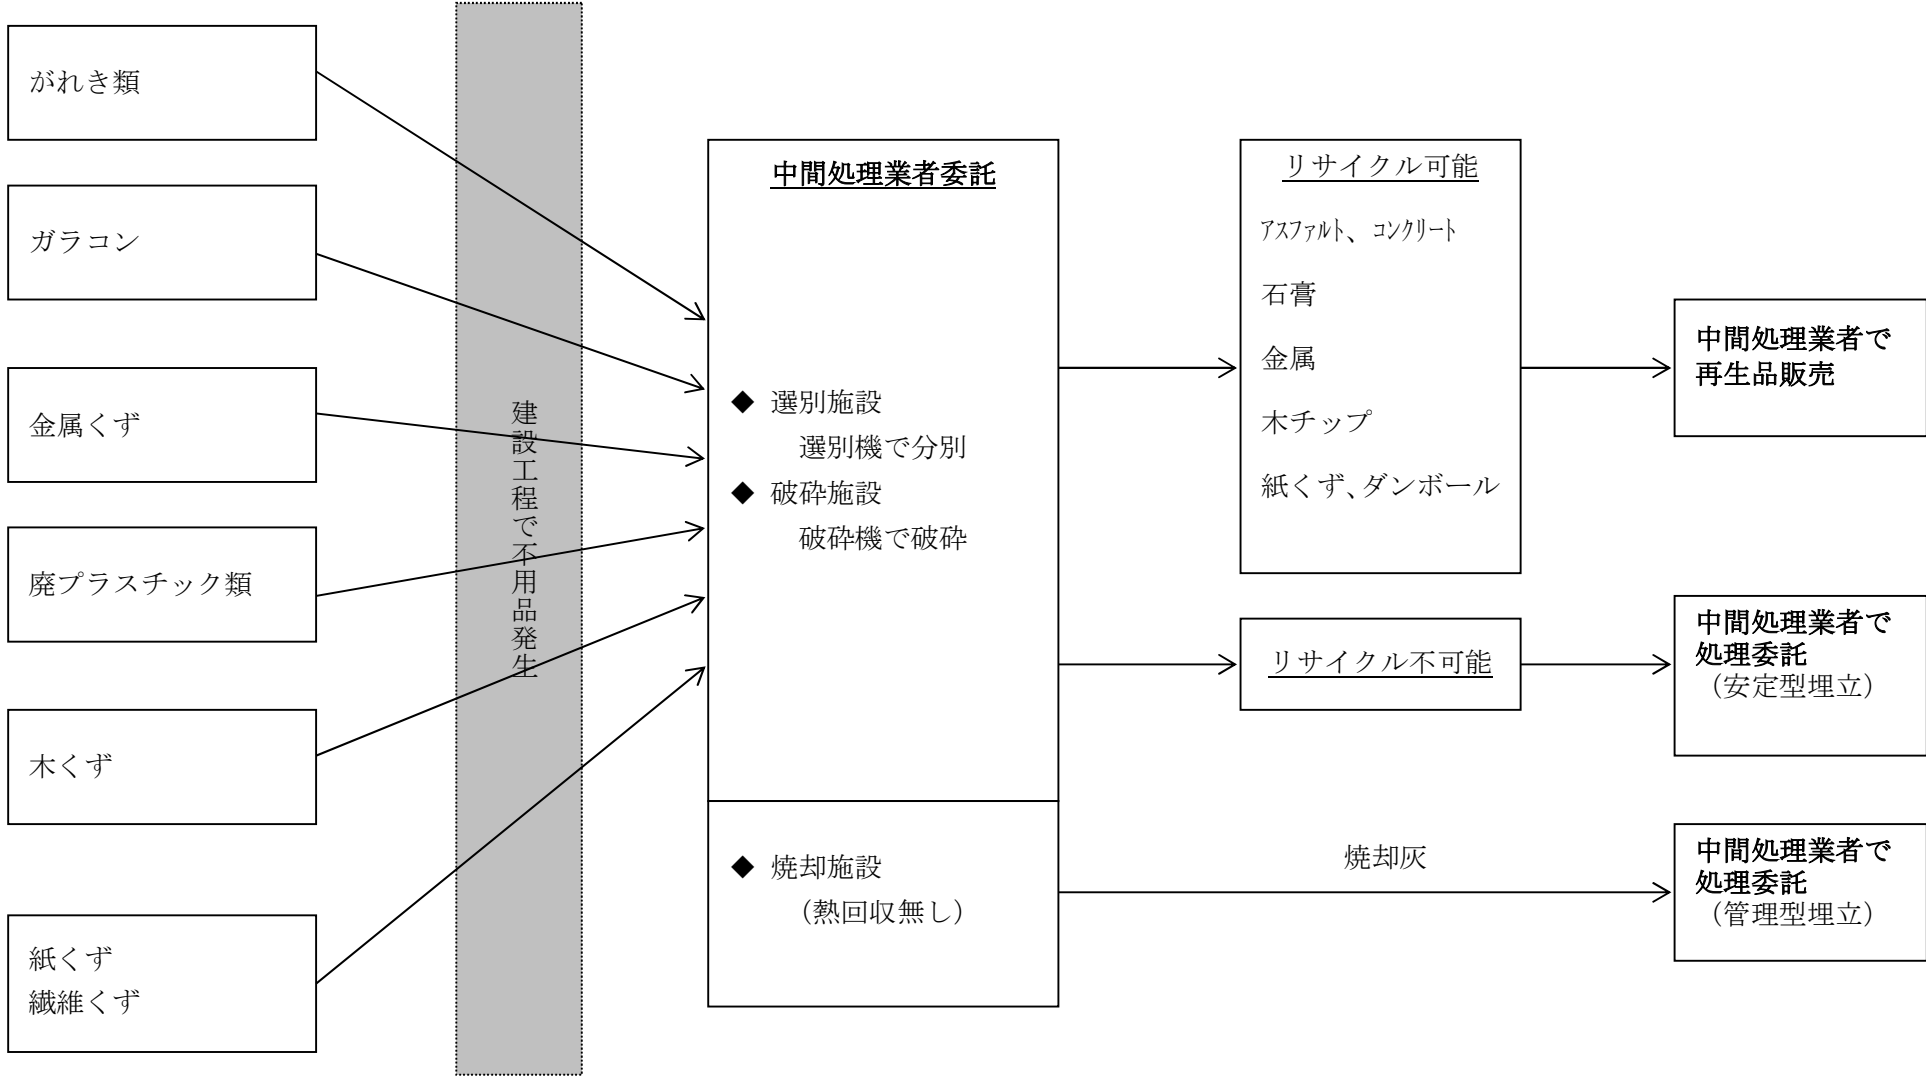 がれき類
ガラコン
金属くず
廃プラスチック類
木くず
紙くず
繊維くず
建設工程で不用品発生
中間処理業者委託
◆ 選別施設
選別機で分別
◆ 破砕施設
破砕機で破砕
◆ 焼却施設
（熱回収無し）
リサイクル可能
ｱｽﾌｧﾙﾄ、ｺﾝｸﾘｰﾄ
石膏
金属
木チップ
紙くず、ダンボール
リサイクル不可能
焼却灰
中間処理業者で
再生品販売
中間処理業者で
処理委託
（安定型埋立）
中間処理業者で
処理委託
（管理型埋立）